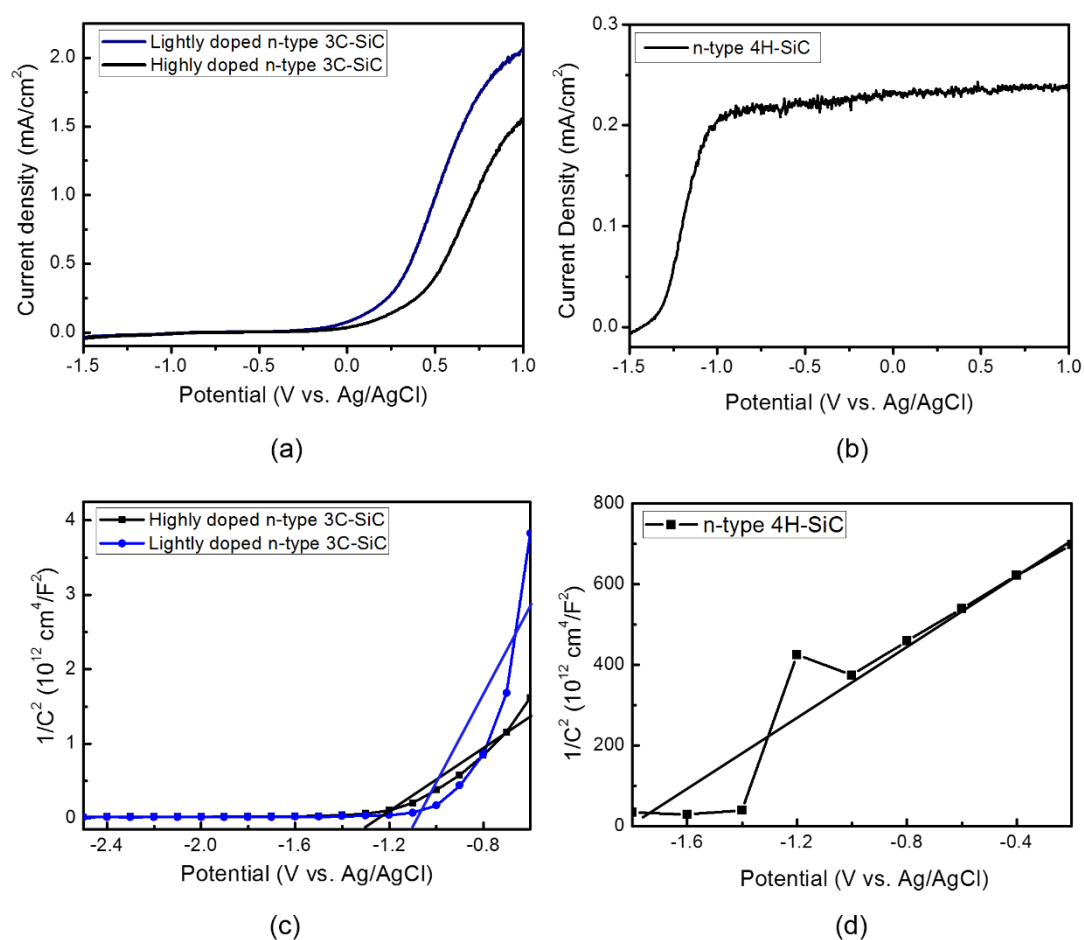 Lightly doped n-type 3C-SiC
Highly doped n-type 3C-SiC
Current density (mA/cm²)
2.0
1.5
1.0
0.5
0.0
-1.5 -1.0 -0.5 0.0 0.5 1.0
Potential (V vs. Ag/AgCl)
(a)
n-type 4H-SiC
Current Density (mA/cm²)
0.3
0.2
0.1
0.0
-1.5 -1.0 -0.5 0.0 0.5 1.0
Potential (V vs. Ag/AgCl)
(b)
Highly doped n-type 3C-SiC
Lightly doped n-type 3C-SiC
1/C² (10¹² cm⁴/F²)
4
3
2
1
0
-2.4 -2.0 -1.6 -1.2 -0.8
Potential (V vs. Ag/AgCl)
(c)
n-type 4H-SiC
1/C² (10¹² cm⁴/F²)
800
600
400
200
0
-1.6 -1.2 -0.8 -0.4
Potential (V vs. Ag/AgCl)
(d)